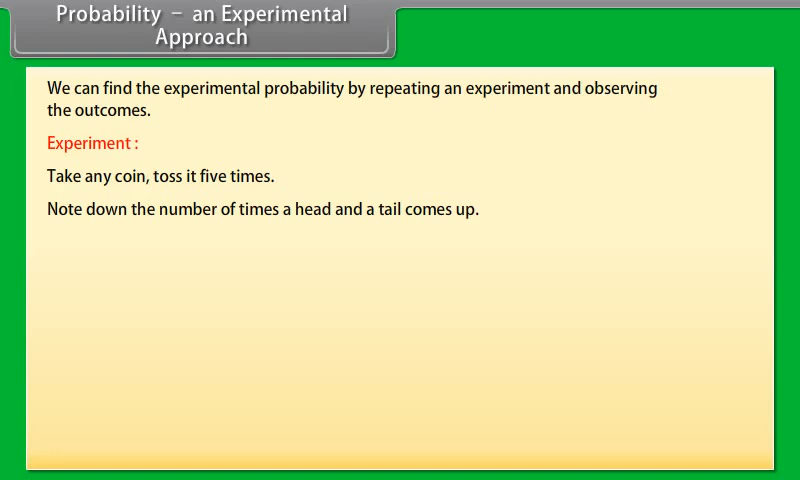 Probability – an Experimental
Approach
We can find the experimental probability by repeating an experiment and observing
the outcomes.
Experiment :
Take any coin, toss it five times.
Note down the number of times a head and a tail comes up.